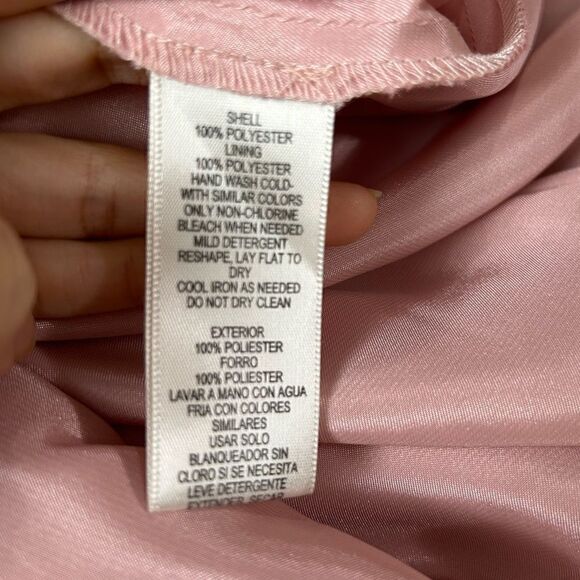 SHELL
100% POLYESTER
LINING
100% POLYESTER
HAND WASH COLD-
WITH SIMILAR COLORS
ONLY NON-CHLORINE
BLEACH WHEN NEEDED
MILD DETERGENT
RESHAPE, LAY FLAT TO
DRY
COOL IRON AS NEEDED
DO NOT DRY CLEAN
EXTERIOR
100% POLIESTER
FORRO
100% POLIESTER
LAVAR A MANO CON AGUA
FRIA CON COLORES
SIMILARES
USAR SOLO
BLANQUEADOR SIN
CLORO SI SE NECESITA
LEVE DETERGENTE
EXTENDER SECAR